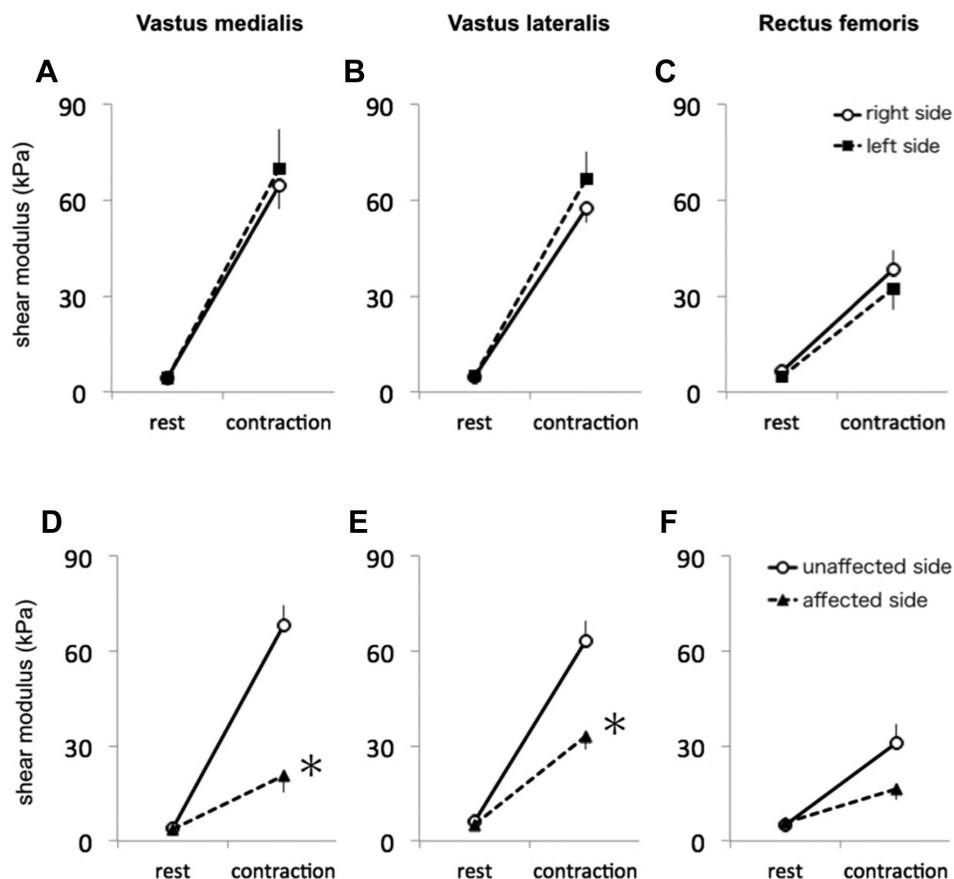 Vastus medialis
Vastus lateralis
Rectus femoris
A
B
C
shear modulus (kPa)
90
60
30
0
rest
contraction
90
60
30
0
rest
contraction
90
60
30
0
rest
contraction
right side
left side
D
E
F
shear modulus (kPa)
90
60
30
0
rest
contraction
*
90
60
30
0
rest
contraction
*
90
60
30
0
rest
contraction
unaffected side
affected side